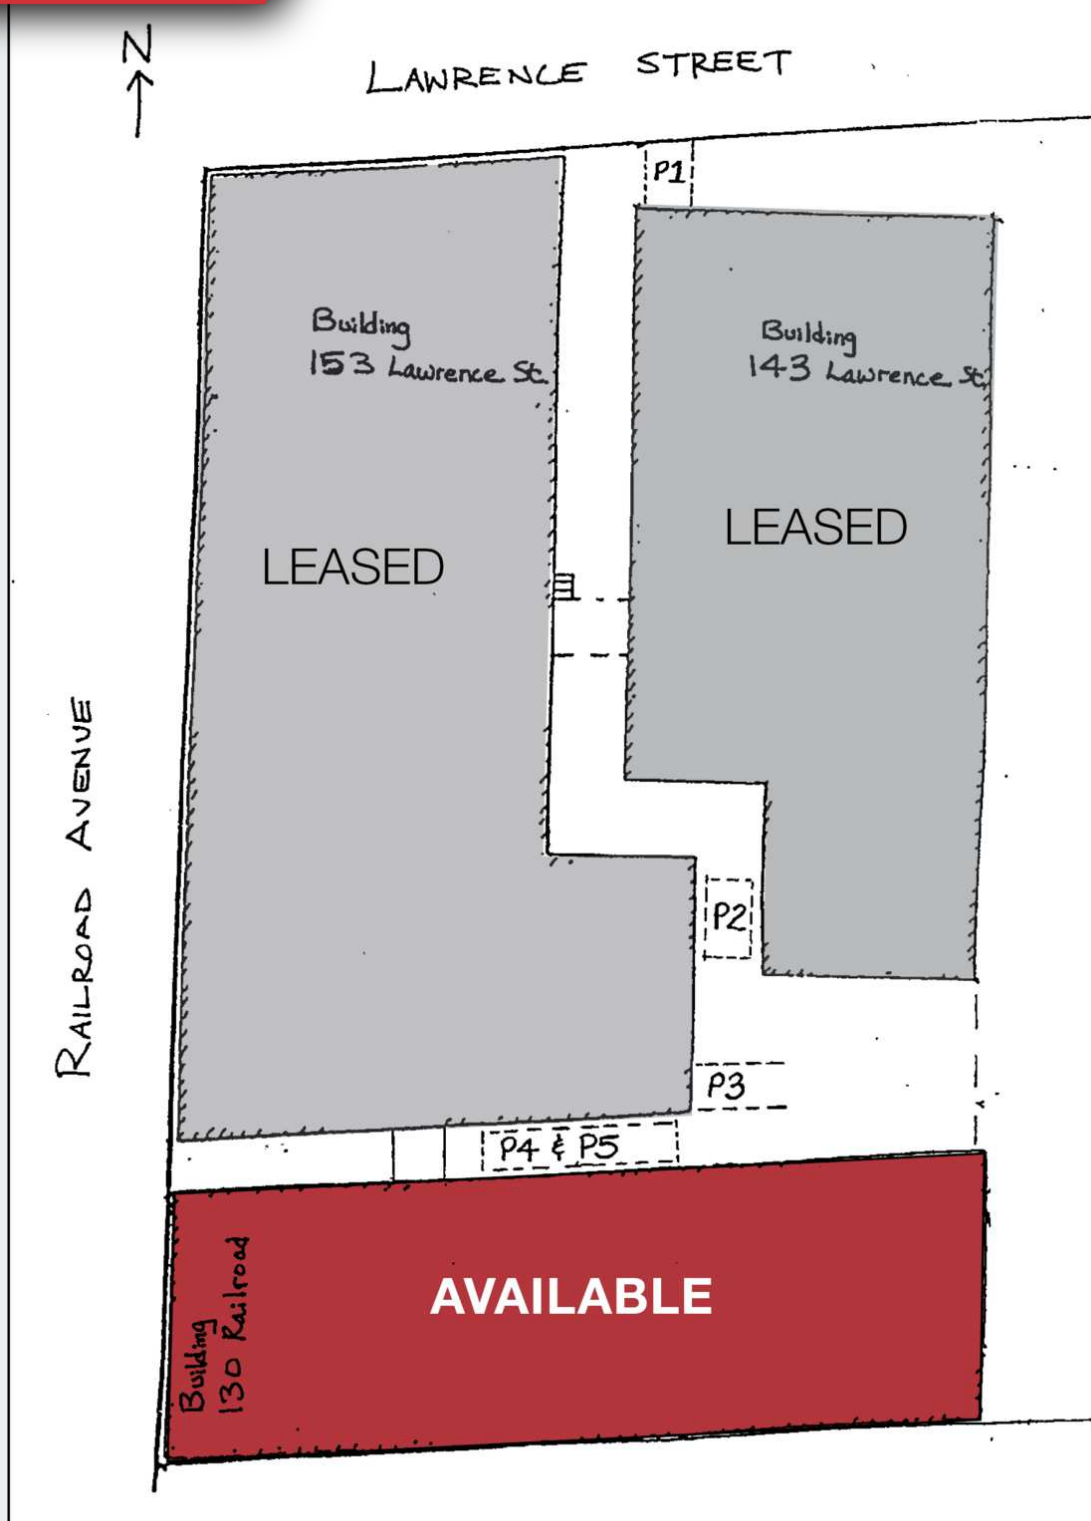 N
LAWRENCE STREET
P1
Building
153 Lawrence St.
Building
143 Lawrence St.
LEASED
LEASED
RAILROAD AVENUE
P2
P3
P4 & P5
Building
130 Railroad
AVAILABLE